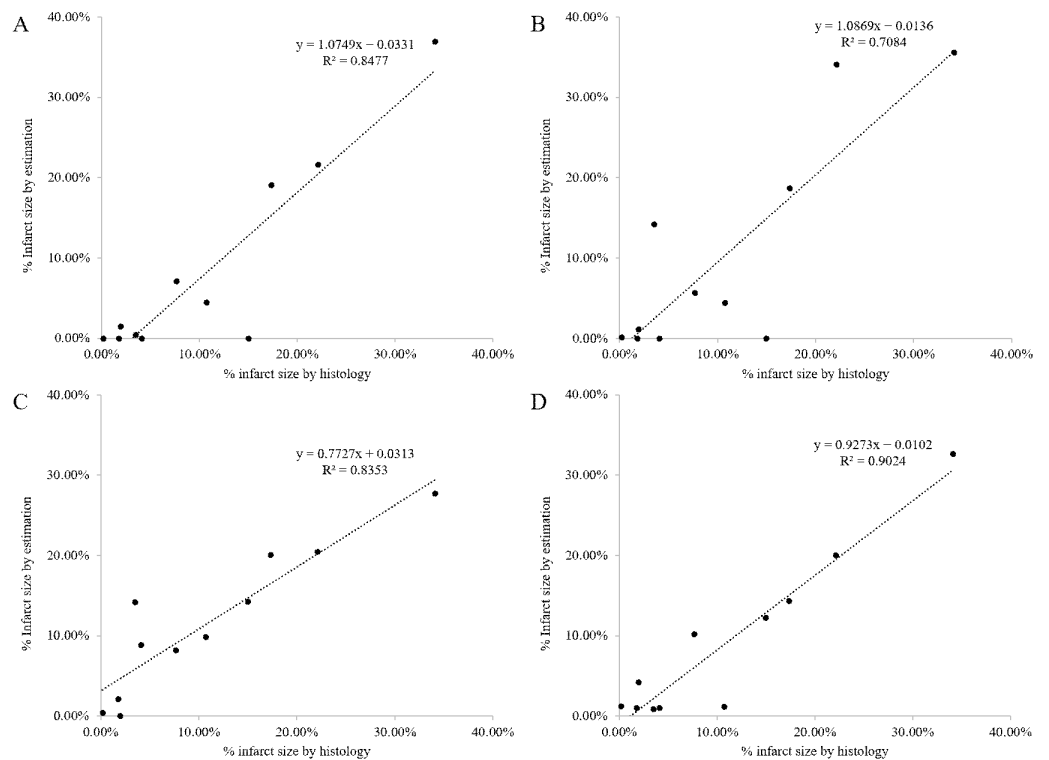 A
40.00%
30.00%
20.00%
10.00%
0.00%
% Infarct size by estimation
y = 1.0749x − 0.0331
R² = 0.8477
0.00%
10.00%
20.00%
30.00%
40.00%
% infarct size by histology
B
40.00%
30.00%
20.00%
10.00%
0.00%
% Infarct size by estimation
y = 1.0869x − 0.0136
R² = 0.7084
0.00%
10.00%
20.00%
30.00%
40.00%
% infarct size by histology
C
40.00%
30.00%
20.00%
10.00%
0.00%
% Infarct size by estimation
y = 0.7727x + 0.0313
R² = 0.8353
0.00%
10.00%
20.00%
30.00%
40.00%
% infarct size by histology
D
40.00%
30.00%
20.00%
10.00%
0.00%
% Infarct size by estimation
y = 0.9273x − 0.0102
R² = 0.9024
0.00%
10.00%
20.00%
30.00%
40.00%
% infarct size by histology